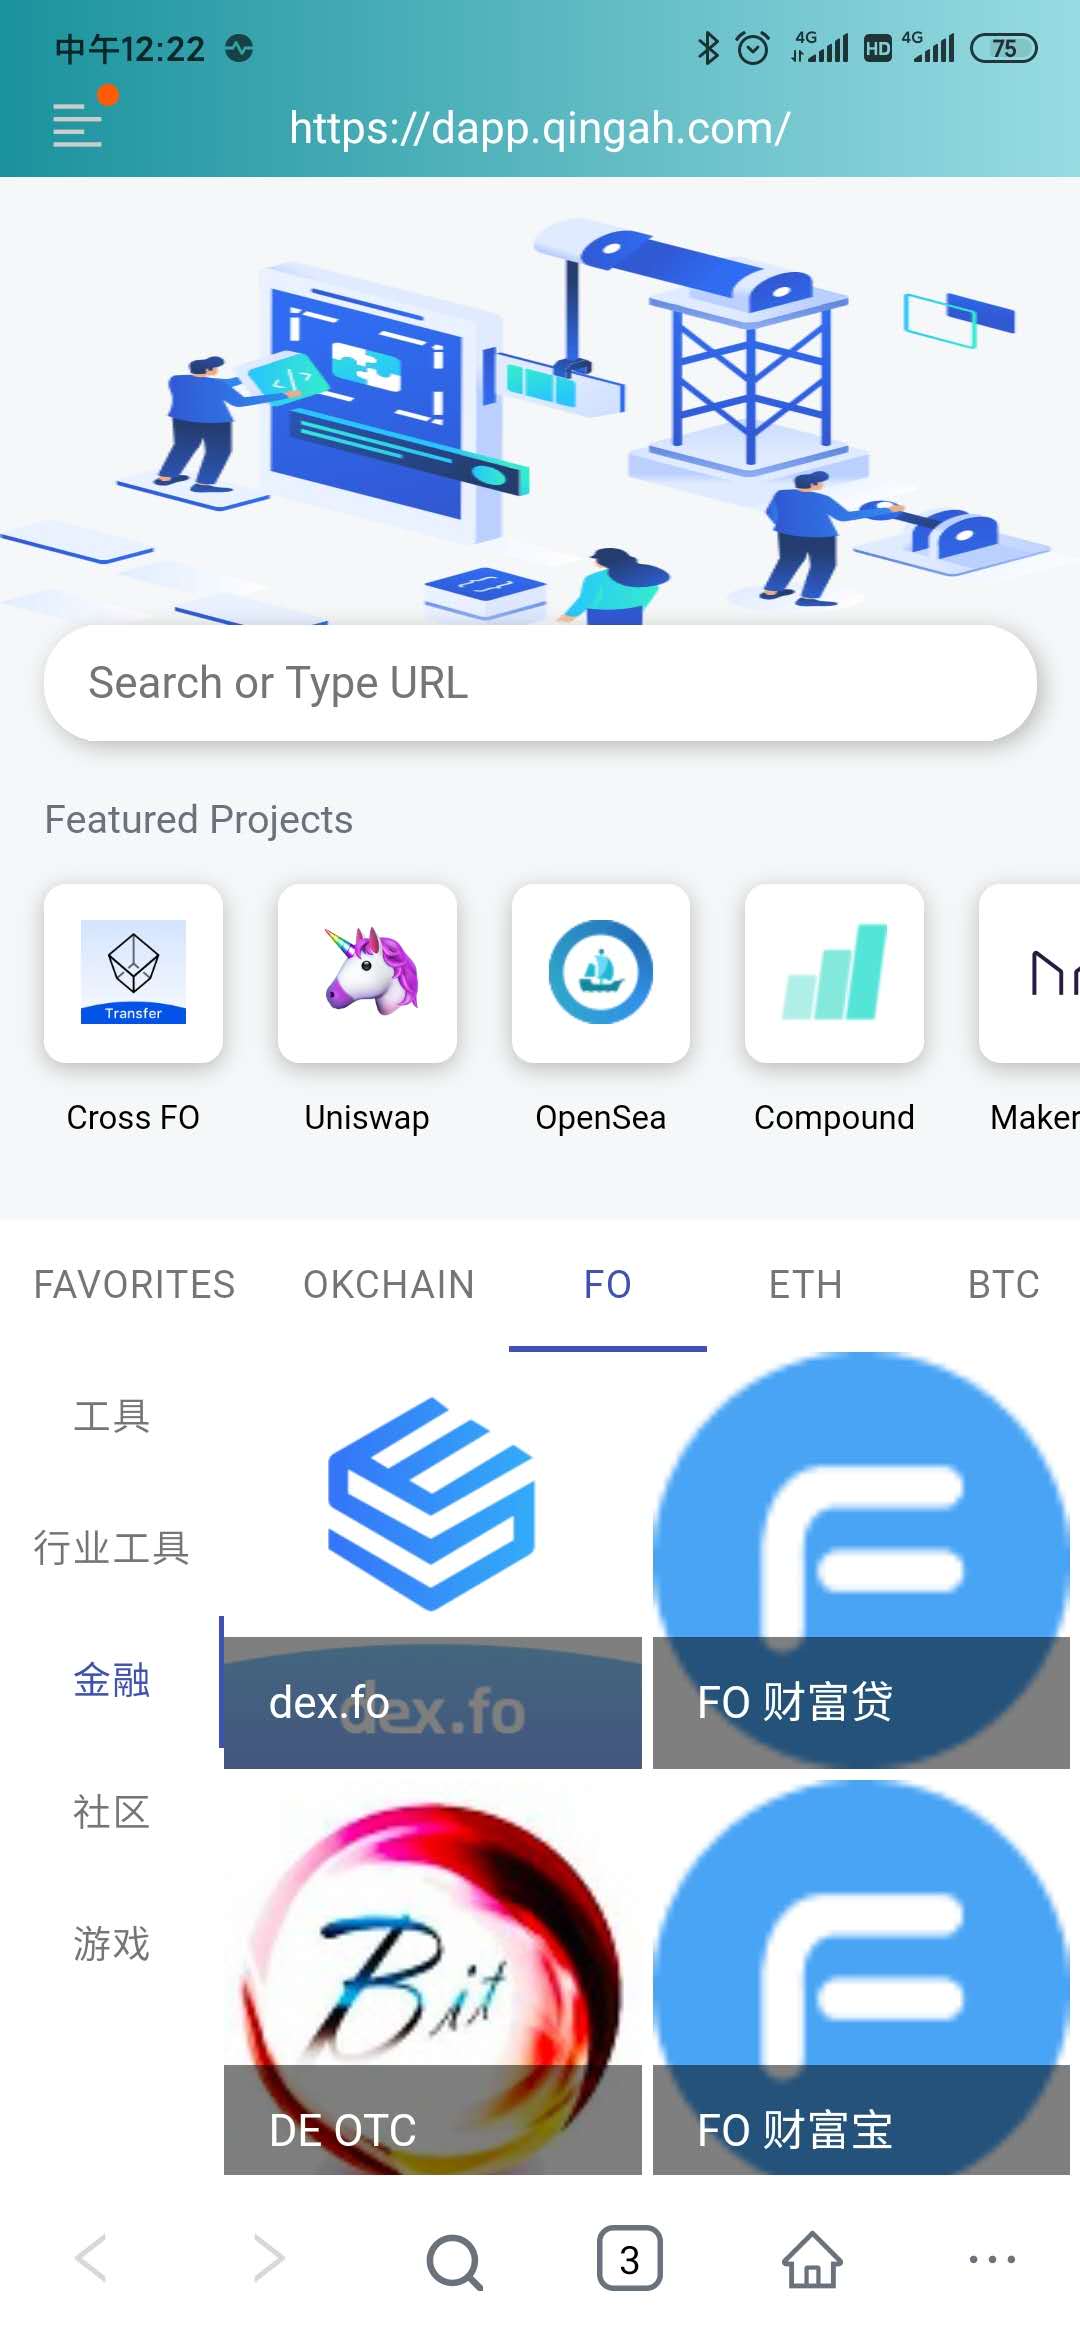 中午12:22
4G
HD
4G
75
https://dapp.qingah.com/
</>
Search or Type URL
Featured Projects
Transfer
Cross FO
Uniswap
OpenSea
Compound
Maker
FAVORITES
OKCHAIN
FO
ETH
BTC
工具
行业工具
金融
社区
游戏
dex.fo
dex.fo
FO 财富贷
Bit
DE OTC
FO 财富宝
3